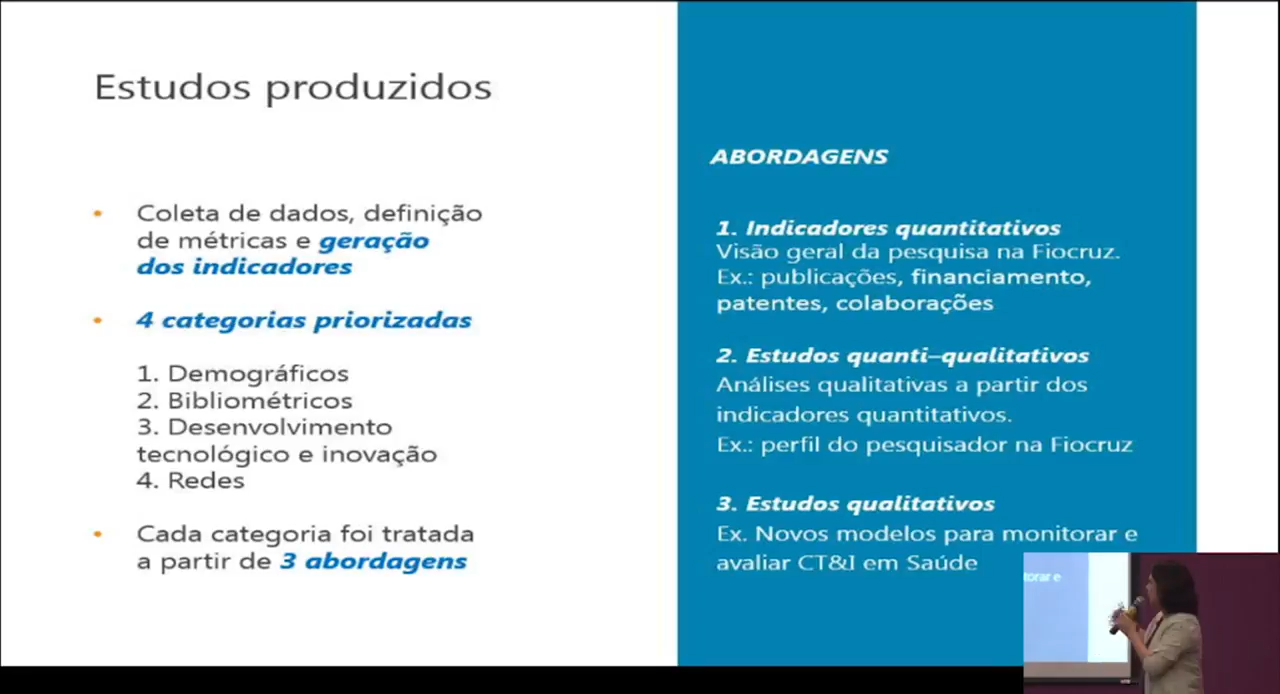 Estudos produzidos
• Coleta de dados, definição
de métricas e geração
dos indicadores
• 4 categorias priorizadas
1. Demográficos
2. Bibliométricos
3. Desenvolvimento
tecnológico e inovação
4. Redes
• Cada categoria foi tratada
a partir de 3 abordagens
ABORDAGENS
1. Indicadores quantitativos
Visão geral da pesquisa na Fiocruz.
Ex.: publicações, financiamento,
patentes, colaborações
2. Estudos quanti–qualitativos
Análises qualitativas a partir dos
indicadores quantitativos.
Ex.: perfil do pesquisador na Fiocruz
3. Estudos qualitativos
Ex. Novos modelos para monitorar e
avaliar CT&I em Saúde
torar e